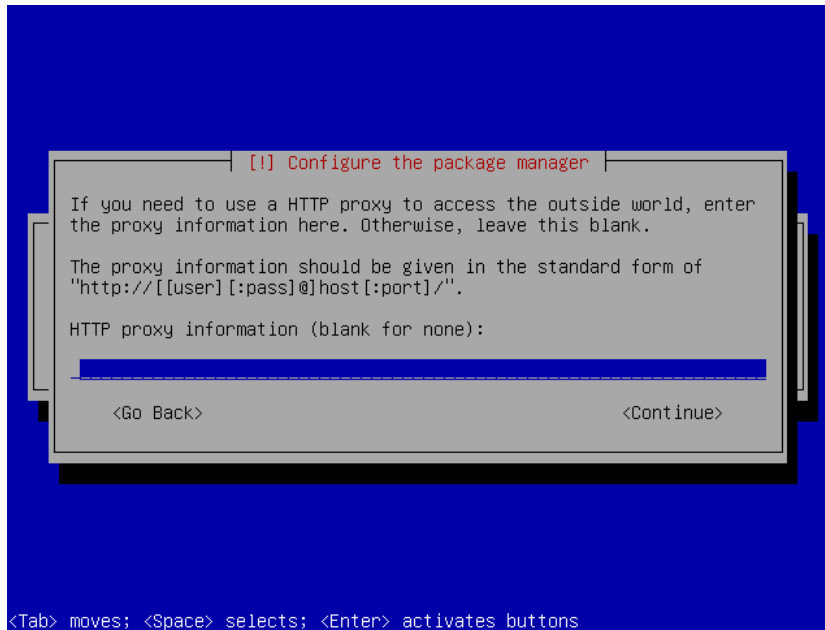 [!] Configure the package manager
If you need to use a HTTP proxy to access the outside world, enter
the proxy information here. Otherwise, leave this blank.
The proxy information should be given in the standard form of
"http://[[user][:pass]@]host[:port]/".
HTTP proxy information (blank for none):
<Go Back> <Continue>
<Tab> moves; <Space> selects; <Enter> activates buttons